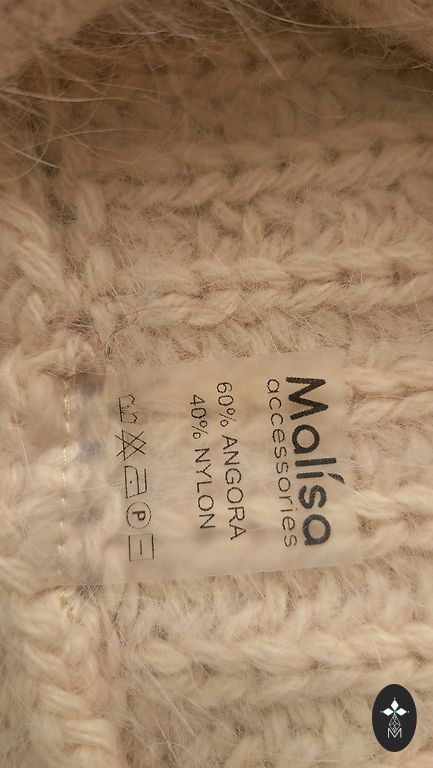 Malísa
accessories
60% ANGORA
40% NYLON
P
M